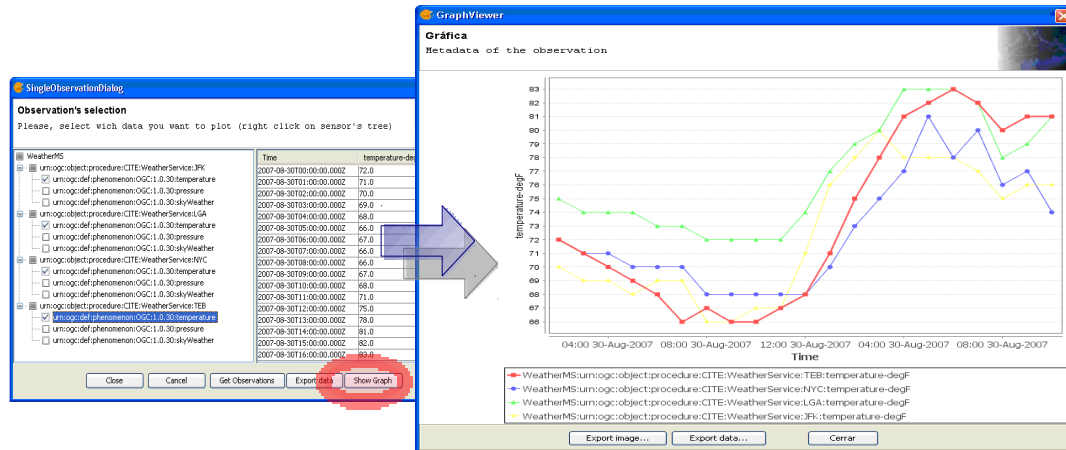 SingleObservationDialog
Observation's selection
Please, select wich data you want to plot (right click on sensor's tree)
WeatherMS
urn:ogc:object:procedure:CITE:WeatherService:JFK
urn:ogc:def:phenomenon:OGC:1.0.30:temperature
urn:ogc:def:phenomenon:OGC:1.0.30:pressure
urn:ogc:def:phenomenon:OGC:1.0.30:skyWeather
urn:ogc:object:procedure:CITE:WeatherService:LGA
urn:ogc:def:phenomenon:OGC:1.0.30:temperature
urn:ogc:def:phenomenon:OGC:1.0.30:pressure
urn:ogc:def:phenomenon:OGC:1.0.30:skyWeather
urn:ogc:object:procedure:CITE:WeatherService:NYC
urn:ogc:def:phenomenon:OGC:1.0.30:temperature
urn:ogc:def:phenomenon:OGC:1.0.30:pressure
urn:ogc:def:phenomenon:OGC:1.0.30:skyWeather
urn:ogc:object:procedure:CITE:WeatherService:TEB
urn:ogc:def:phenomenon:OGC:1.0.30:temperature
urn:ogc:def:phenomenon:OGC:1.0.30:pressure
urn:ogc:def:phenomenon:OGC:1.0.30:skyWeather
Time temperature-deg
2007-08-30T00:00:00.000Z 72.0
2007-08-30T01:00:00.000Z 71.0
2007-08-30T02:00:00.000Z 70.0
2007-08-30T03:00:00.000Z 69.0
2007-08-30T04:00:00.000Z 68.0
2007-08-30T05:00:00.000Z 66.0
2007-08-30T06:00:00.000Z 67.0
2007-08-30T07:00:00.000Z 66.0
2007-08-30T08:00:00.000Z 66.0
2007-08-30T09:00:00.000Z 67.0
2007-08-30T10:00:00.000Z 68.0
2007-08-30T11:00:00.000Z 71.0
2007-08-30T12:00:00.000Z 75.0
2007-08-30T13:00:00.000Z 78.0
2007-08-30T14:00:00.000Z 81.0
2007-08-30T15:00:00.000Z 82.0
2007-08-30T16:00:00.000Z 83.0
Close Cancel Get Observations Export data Show Graph
GraphViewer
Gráfica
Metadata of the observation
83
82
81
80
79
78
77
76
75
74
73
72
71
70
69
68
67
66
temperature-degF
04:00 30-Aug-2007 08:00 30-Aug-2007 12:00 30-Aug-2007 04:00 30-Aug-2007 08:00 30-Aug-2007
Time
WeatherMS:urn:ogc:object:procedure:CITE:WeatherService:TEB:temperature-degF
WeatherMS:urn:ogc:object:procedure:CITE:WeatherService:NYC:temperature-degF
WeatherMS:urn:ogc:object:procedure:CITE:WeatherService:LGA:temperature-degF
WeatherMS:urn:ogc:object:procedure:CITE:WeatherService:JFK:temperature-degF
Export image... Export data... Cerrar